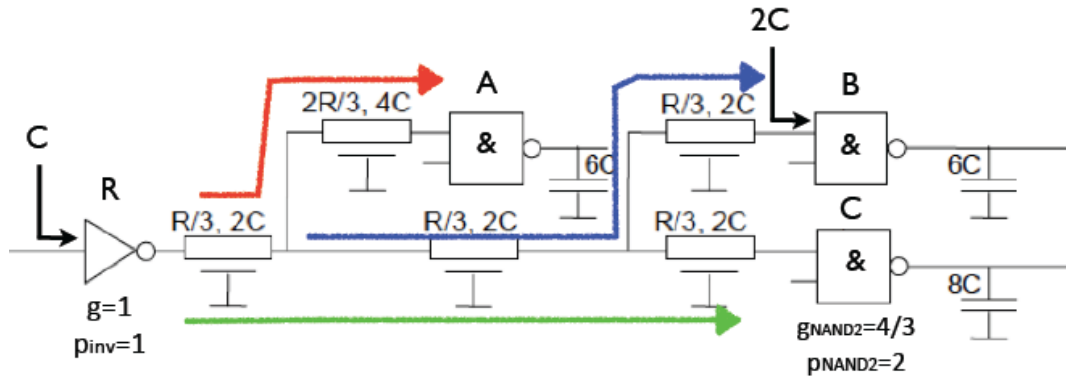 2C
A
B
2R/3, 4C
R/3, 2C
C
&
&
R
6C
6C
R/3, 2C
R/3, 2C
R/3, 2C
C
&
8C
g=1
pinv=1
gNAND2=4/3
pNAND2=2